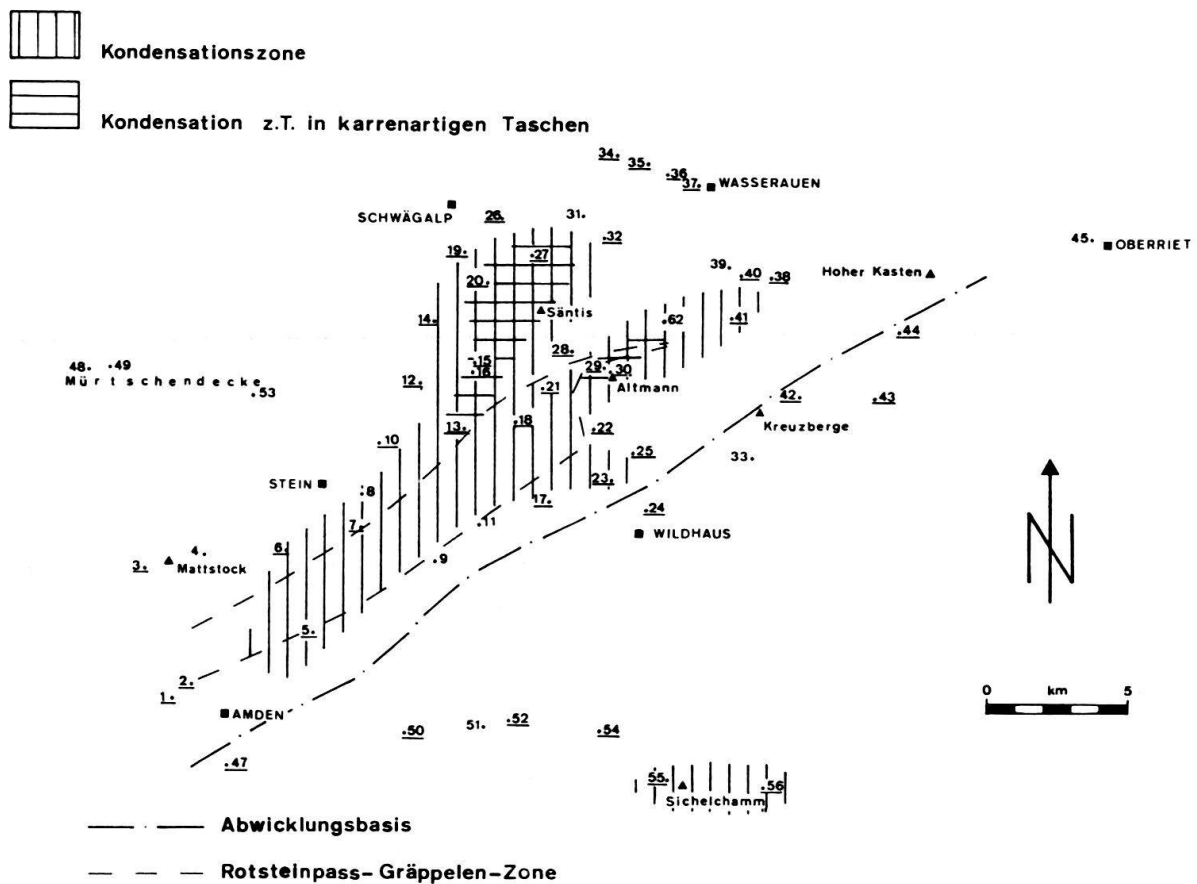 Kondensationszone
Kondensation z.T. in karrenartigen Taschen
34.
35.
.36
37.
WASSERAUEN
SCHWÄGALP
26.
31.
.32
45.
OBERRIET
19.
.27
39.
.40
.38
Hoher Kasten
20.
14.
Säntis
.62
.41
.44
48.
.49
Mürtschendecke
.53
28.
15
16
29.
.30
Altmann
12.
.21
42.
.43
Kreuzberge
.10
13.
.18
.22
.25
33.
STEIN
.8
23.
17.
.24
WILDHAUS
7.
.11
N
3.
4.
Mattstock
6.
.9
5.
1.
2.
AMDEN
0 km 5
.50
51.
.52
.54
.47
55.
.56
Sichelchamm
Abwicklungsbasis
Rotsteinpass-Gräppelen-Zone